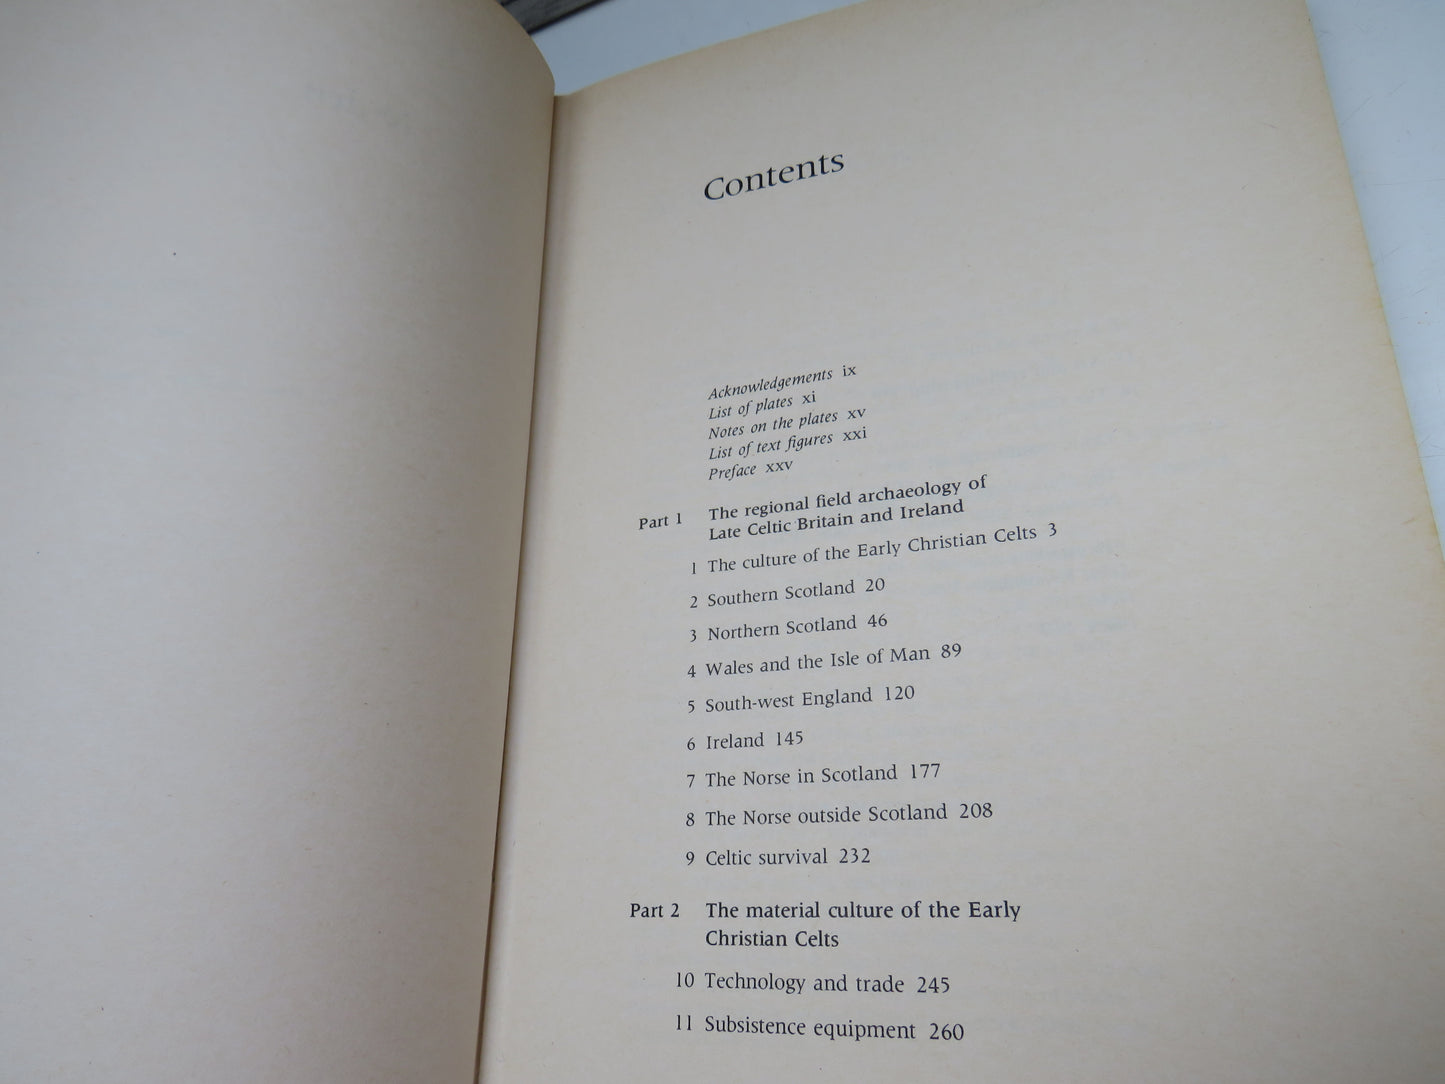 Contents
Acknowledgements ix
List of plates xi
Notes on the plates xv
List of text figures xxi
Preface xxv
Part 1 The regional field archaeology of
Late Celtic Britain and Ireland
1 The culture of the Early Christian Celts 3
2 Southern Scotland 20
3 Northern Scotland 46
4 Wales and the Isle of Man 89
5 South-west England 120
6 Ireland 145
7 The Norse in Scotland 177
8 The Norse outside Scotland 208
9 Celtic survival 232
Part 2 The material culture of the Early
Christian Celts
10 Technology and trade 245
11 Subsistence equipment 260